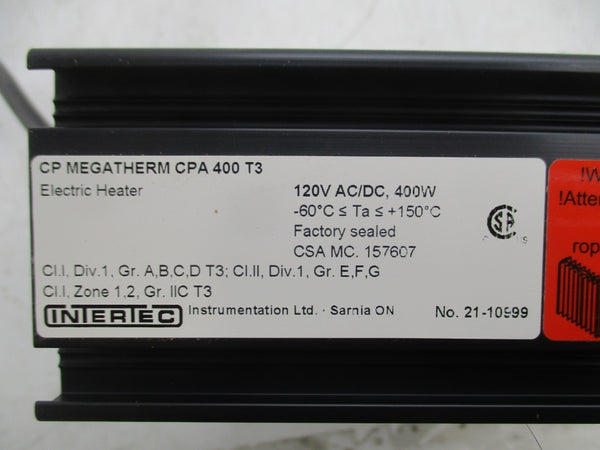 CP MEGATHERM CPA 400 T3
Electric Heater
120V AC/DC, 400W
-60°C ≤ Ta ≤ +150°C
Factory sealed
CSA MC. 157607
Cl.I, Div.1, Gr. A,B,C,D T3; Cl.II, Div.1, Gr. E,F,G
Cl.I, Zone 1,2, Gr. IIC T3
INTERTEC Instrumentation Ltd. · Sarnia ON No. 21-10999
!W
!Atte
гор